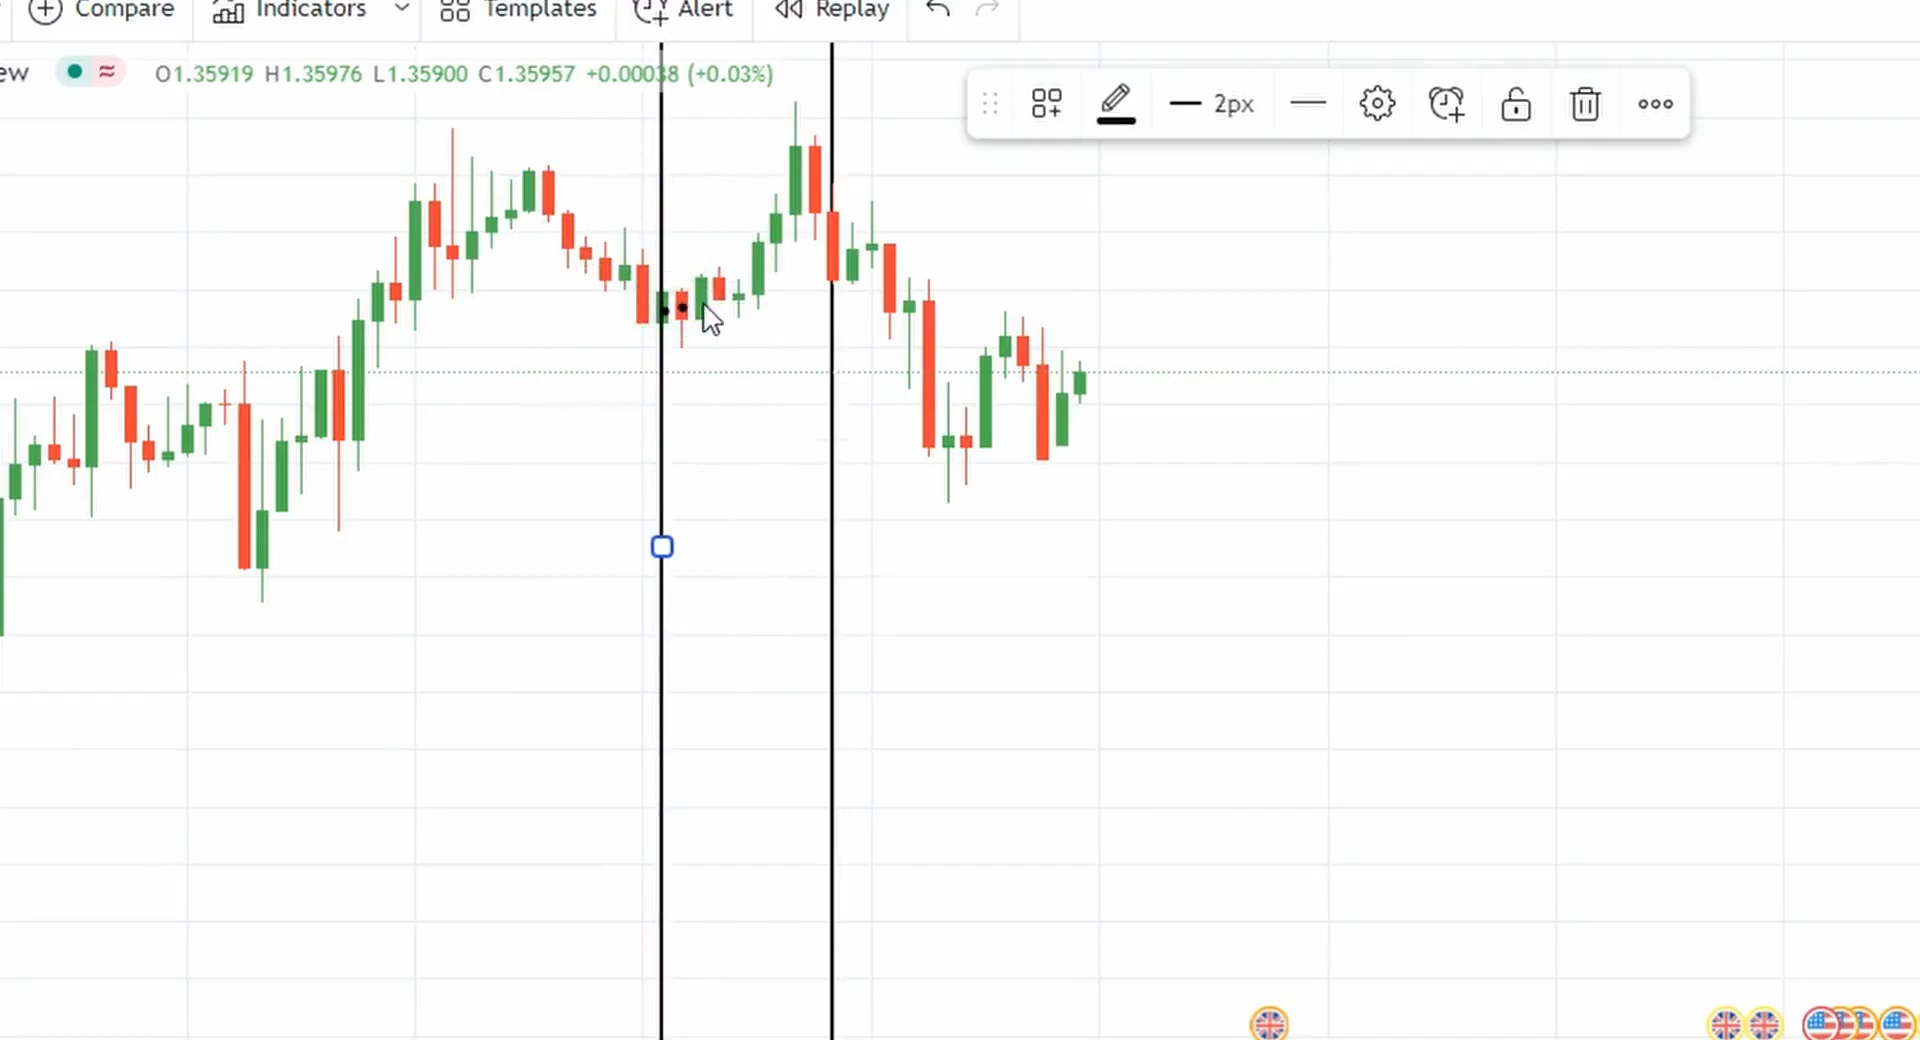 Compare Indicators Templates Alert Replay
ew O1.35919 H1.35976 L1.35900 C1.35957 +0.00038 (+0.03%)
2px